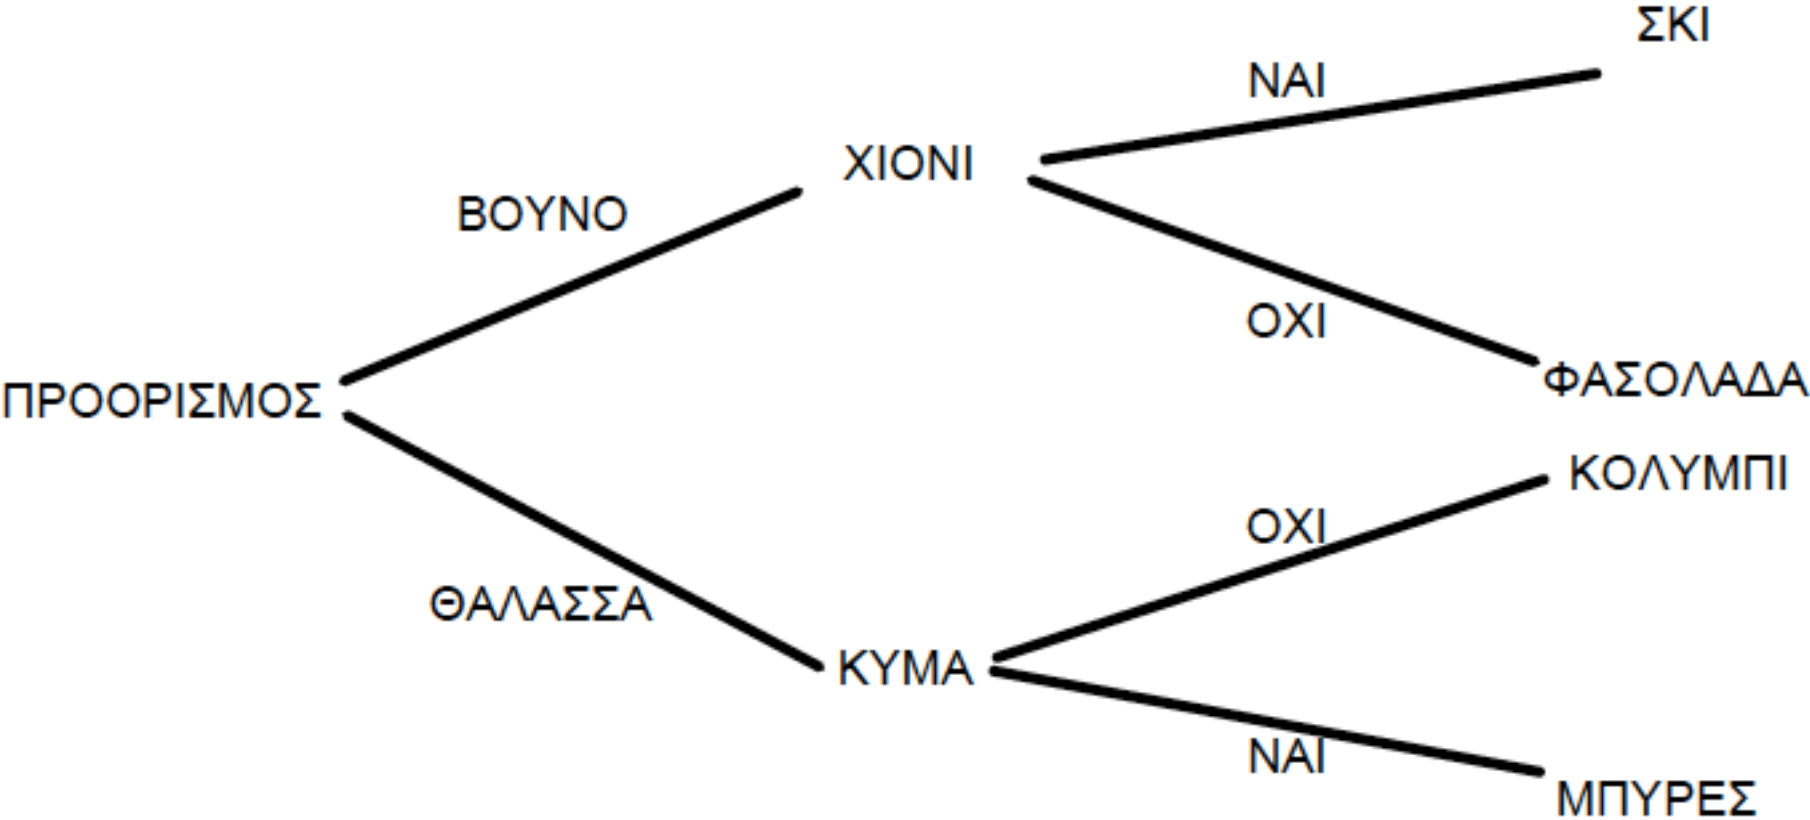 ΣΚΙ
ΝΑΙ
ΧΙΟΝΙ
ΒΟΥΝΟ
ΟΧΙ
ΦΑΣΟΛΑΔΑ
ΠΡΟΟΡΙΣΜΟΣ
ΚΟΛΥΜΠΙ
ΟΧΙ
ΘΑΛΑΣΣΑ
ΚΥΜΑ
ΝΑΙ
ΜΠΥΡΕΣ